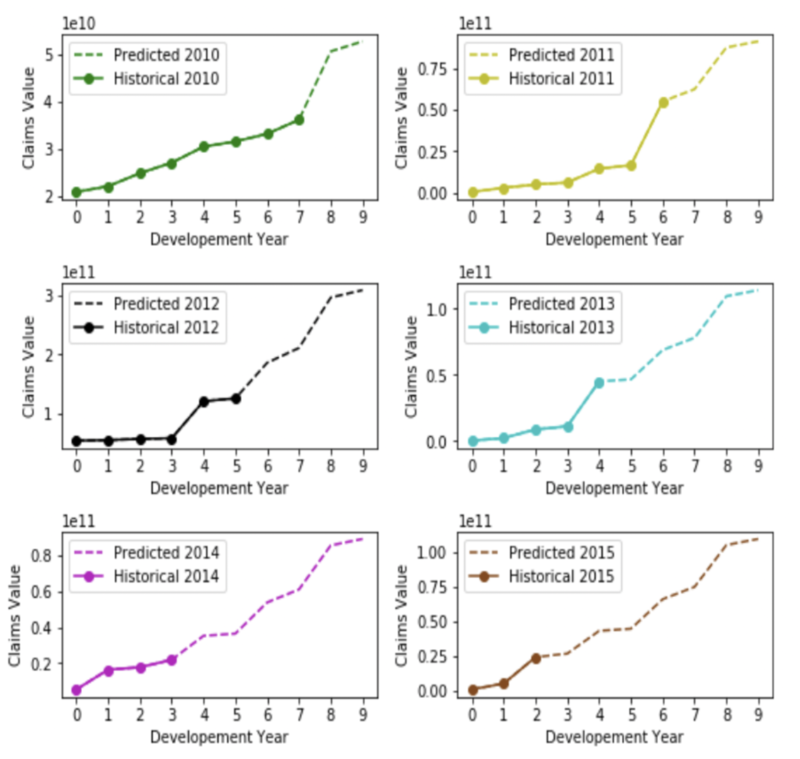 1e10
Predicted 2010
Historical 2010
5
4
3
2
Claims Value
0 1 2 3 4 5 6 7 8 9
Developement Year
1e11
Predicted 2011
Historical 2011
0.75
0.50
0.25
0.00
Claims Value
0 1 2 3 4 5 6 7 8 9
Developement Year
1e11
Predicted 2012
Historical 2012
3
2
1
Claims Value
0 1 2 3 4 5 6 7 8 9
Developement Year
1e11
Predicted 2013
Historical 2013
1.0
0.5
0.0
Claims Value
0 1 2 3 4 5 6 7 8 9
Developement Year
1e11
Predicted 2014
Historical 2014
0.8
0.6
0.4
0.2
Claims Value
0 1 2 3 4 5 6 7 8 9
Developement Year
1e11
Predicted 2015
Historical 2015
1.00
0.75
0.50
0.25
0.00
Claims Value
0 1 2 3 4 5 6 7 8 9
Developement Year